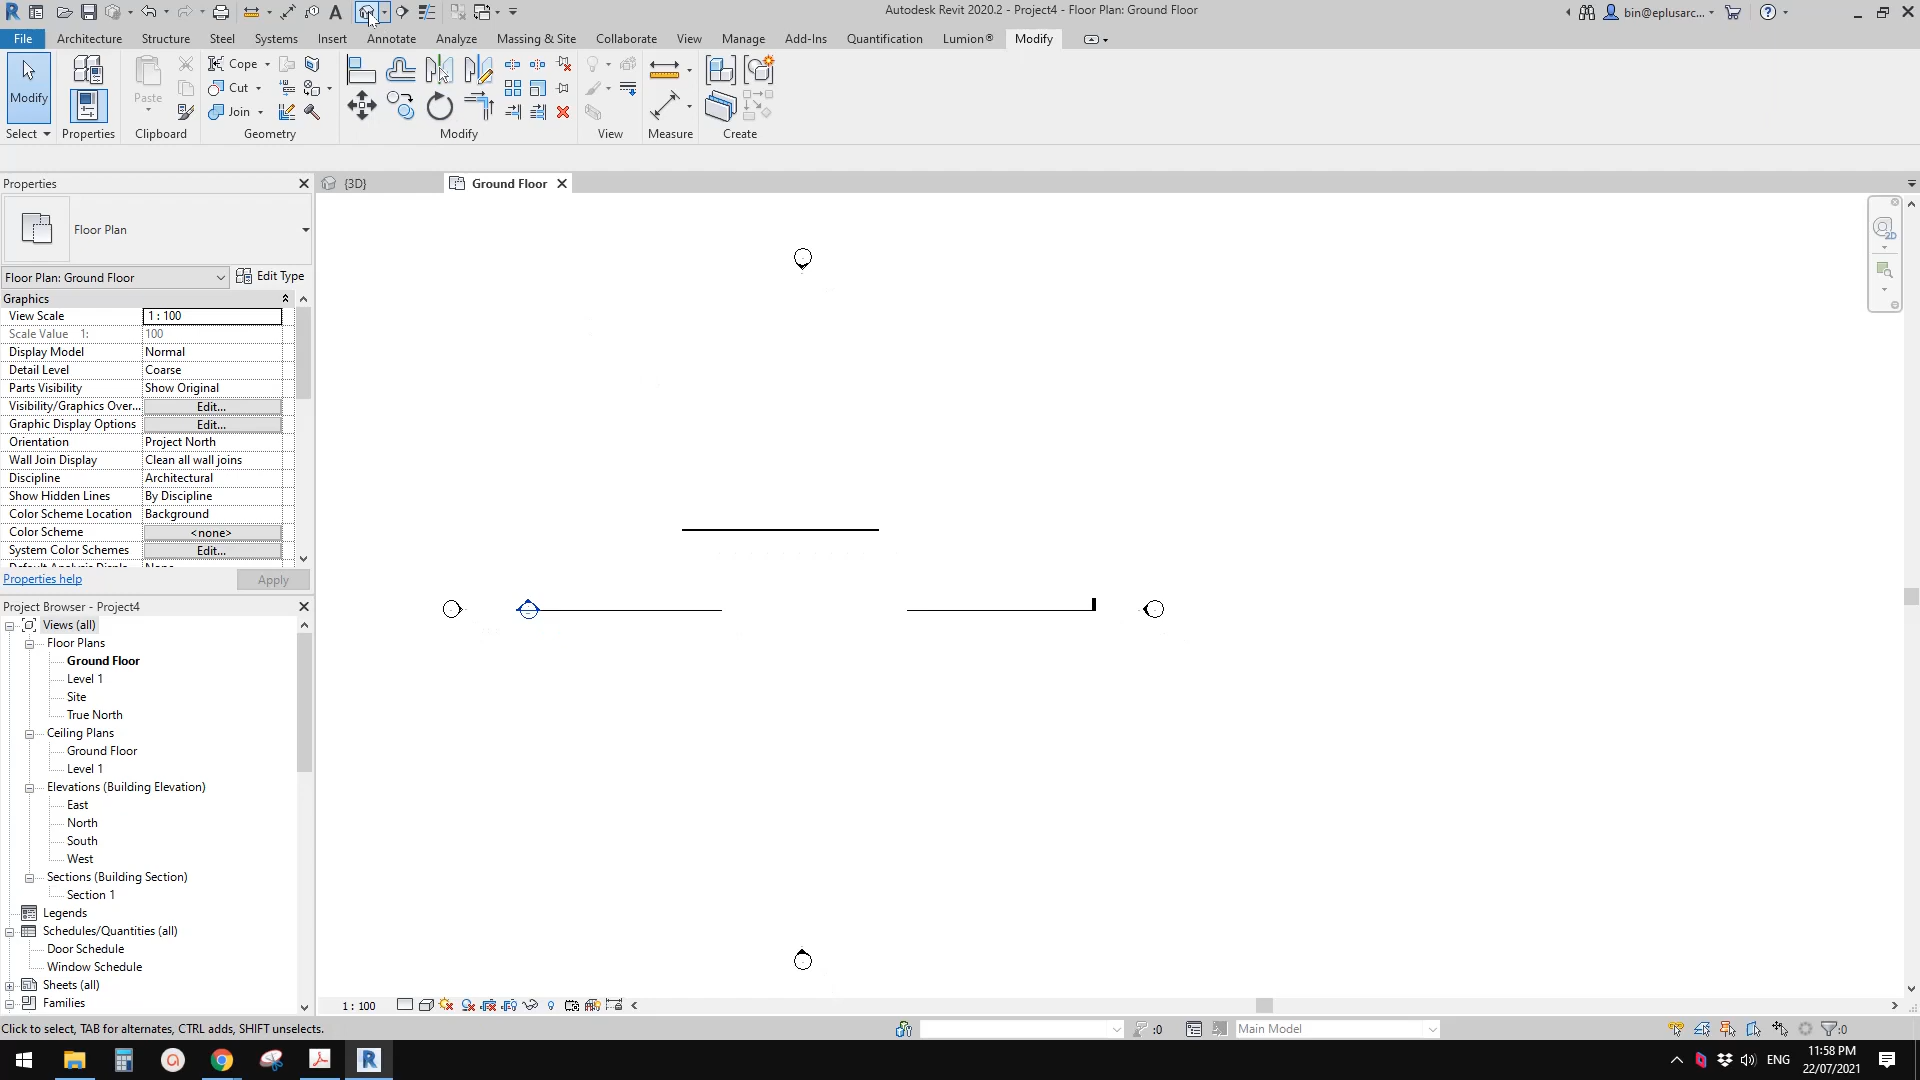 Autodesk Revit 2020.2 - Project4 - Floor Plan: Ground Floor
bin@eplusarc...
File Architecture Structure Steel Systems Insert Annotate Analyze Massing & Site Collaborate View Manage Add-Ins Quantification Lumion® Modify
Modify
Paste
Cope
Cut
Join
Select Properties Clipboard Geometry Modify View Measure Create
Properties
{3D}
Ground Floor
Floor Plan
Floor Plan: Ground Floor
Edit Type
Graphics
View Scale 1 : 100
Scale Value 1: 100
Display Model Normal
Detail Level Coarse
Parts Visibility Show Original
Visibility/Graphics Over... Edit...
Graphic Display Options Edit...
Orientation Project North
Wall Join Display Clean all wall joins
Discipline Architectural
Show Hidden Lines By Discipline
Color Scheme Location Background
Color Scheme <none>
System Color Schemes Edit...
Properties help Apply
Project Browser - Project4
Views (all)
Floor Plans
Ground Floor
Level 1
Site
True North
Ceiling Plans
Ground Floor
Level 1
Elevations (Building Elevation)
East
North
South
West
Sections (Building Section)
Section 1
Legends
Schedules/Quantities (all)
Door Schedule
Window Schedule
Sheets (all)
Families
1 : 100
Click to select, TAB for alternates, CTRL adds, SHIFT unselects.
:0
Main Model
:0
ENG
11:58 PM
22/07/2021